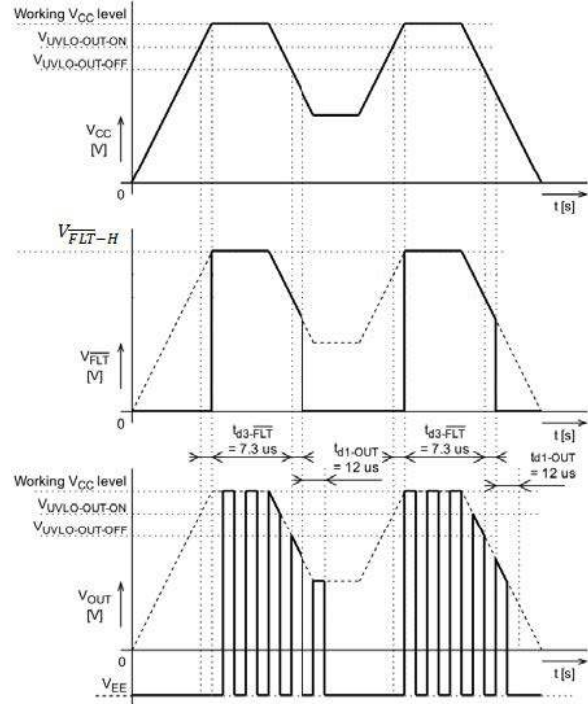 Working VCC level
VUVLO-OUT-ON
VUVLO-OUT-OFF
VCC
[V]
0
t [s]
VFLT-H
VFLT
[V]
0
t [s]
td3-FLT
= 7.3 us
td1-OUT
= 12 us
td3-FLT
= 7.3 us
td1-OUT
= 12 us
Working VCC level
VUVLO-OUT-ON
VUVLO-OUT-OFF
VOUT
[V]
0
t [s]
VEE